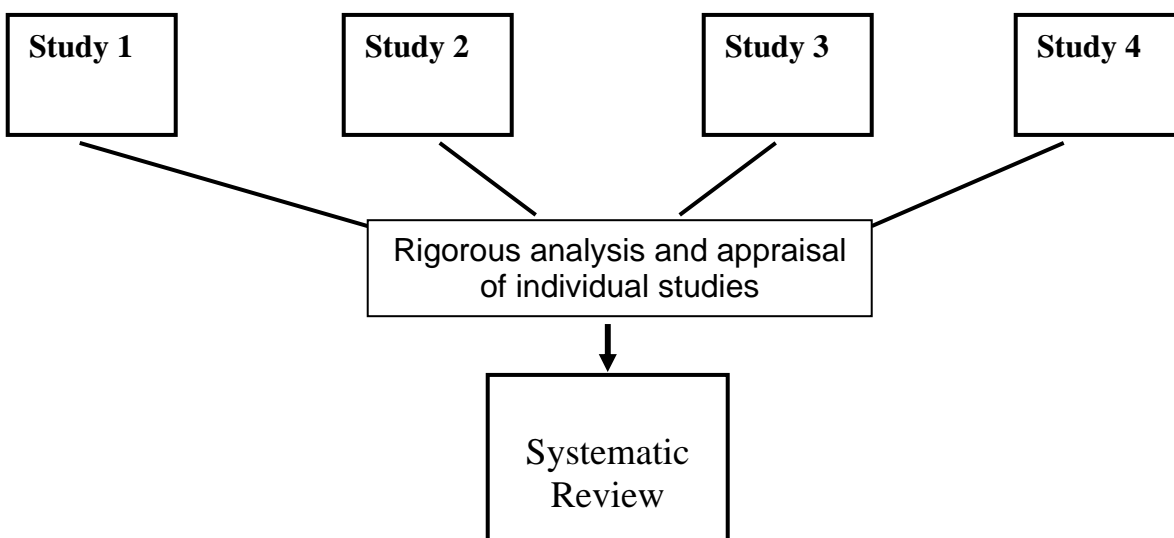 Study 1
Study 2
Study 3
Study 4
Rigorous analysis and appraisal
of individual studies
Systematic
Review